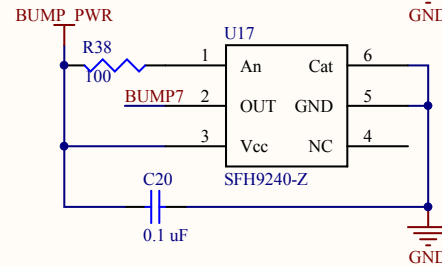 BUMP_PWR
GND
U17
R38
100
1
An
Cat
6
BUMP7
2
OUT
GND
5
3
Vcc
NC
4
C20
SFH9240-Z
0.1 uF
GND